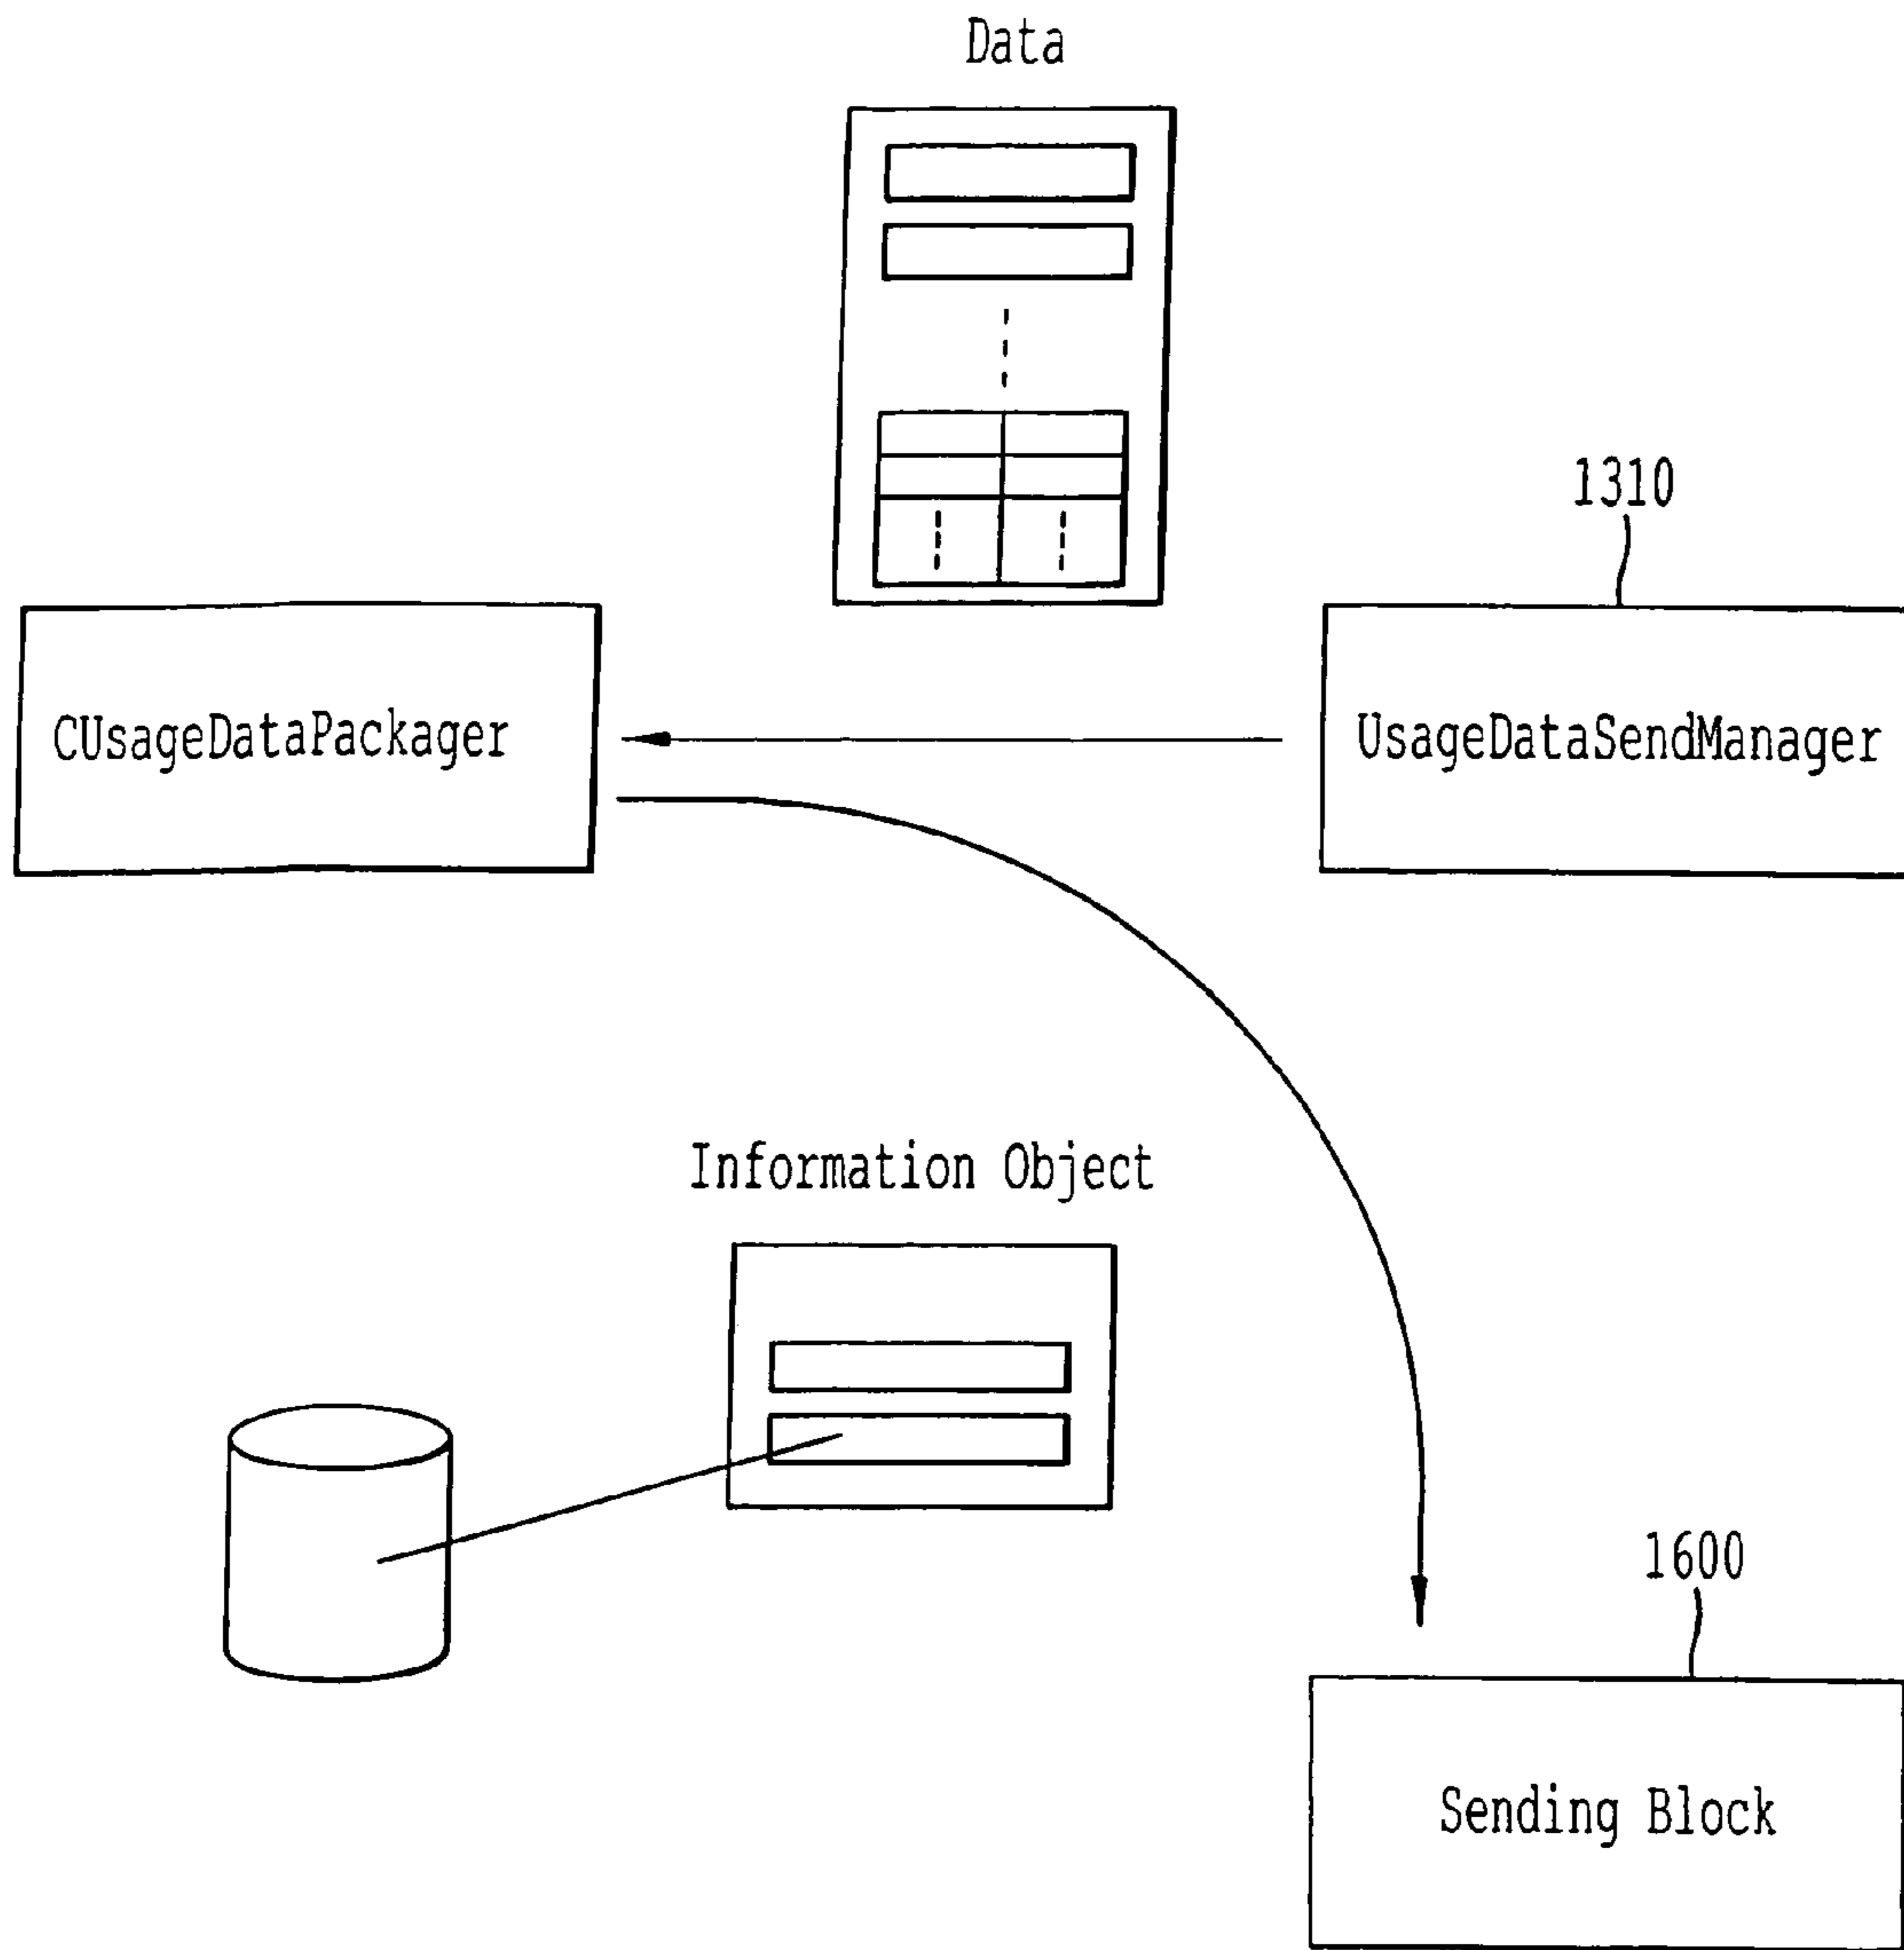 Data
1310
CUsageDataPackager
UsageDataSendManager
Information Object
1600
Sending Block